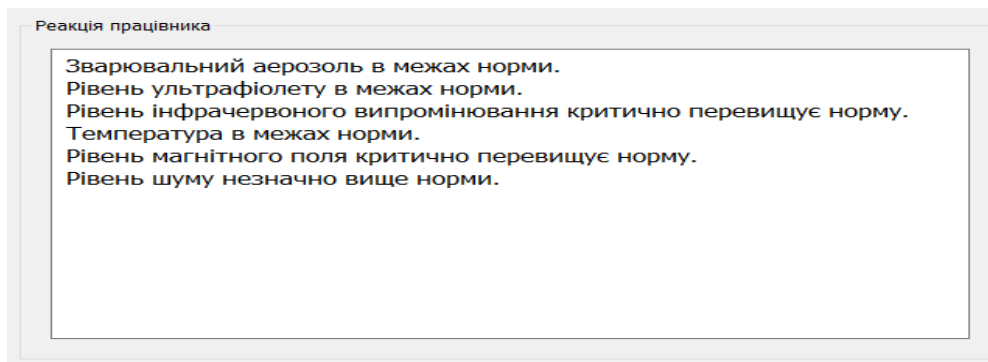 Реакція працівника
Зварювальний аерозоль в межах норми.
Рівень ультрафіолету в межах норми.
Рівень інфрачервоного випромінювання критично перевищує норму.
Температура в межах норми.
Рівень магнітного поля критично перевищує норму.
Рівень шуму незначно вище норми.